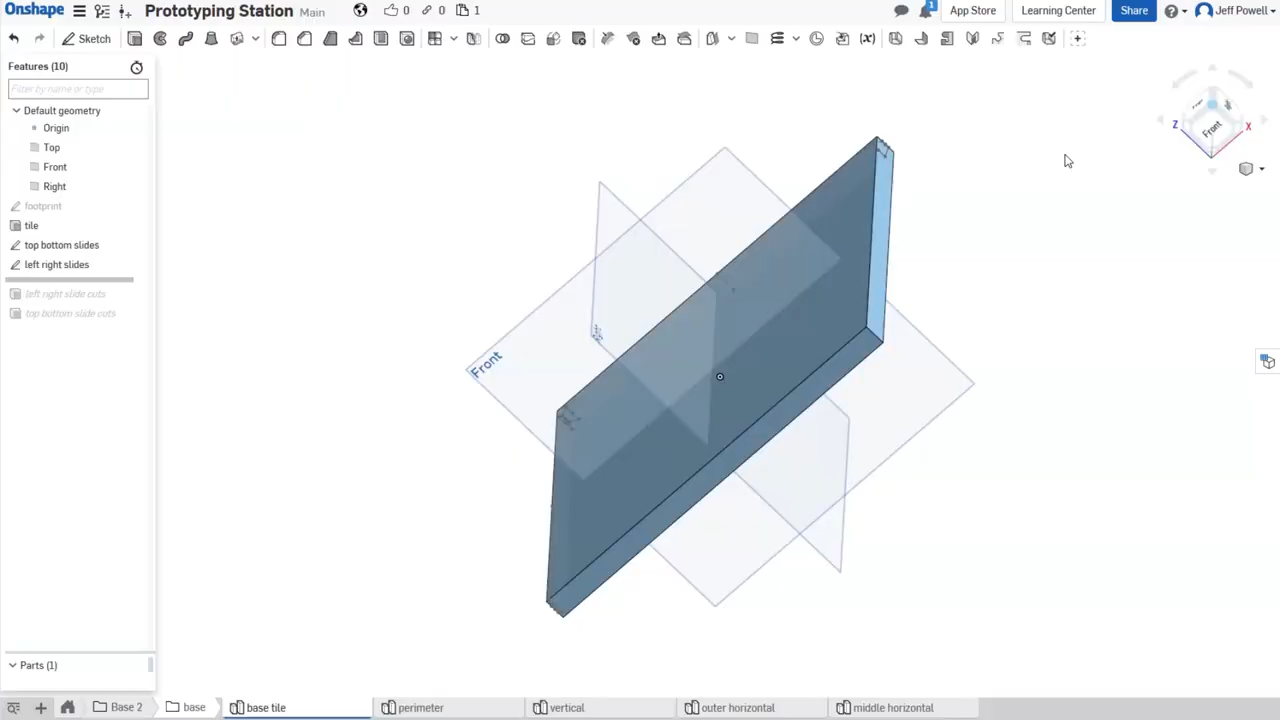 Onshape Prototyping Station Main 0 0 1 1 App Store Learning Center Share Jeff Powell
Sketch (x)
Features (10)
Filter by name or type
Default geometry
Origin
Top
Front
Right
footprint
tile
top bottom slides
left right slides
left right slide cuts
top bottom slide cuts
Front
Z Front X
Parts (1)
Base 2 base base tile perimeter vertical outer horizontal middle horizontal